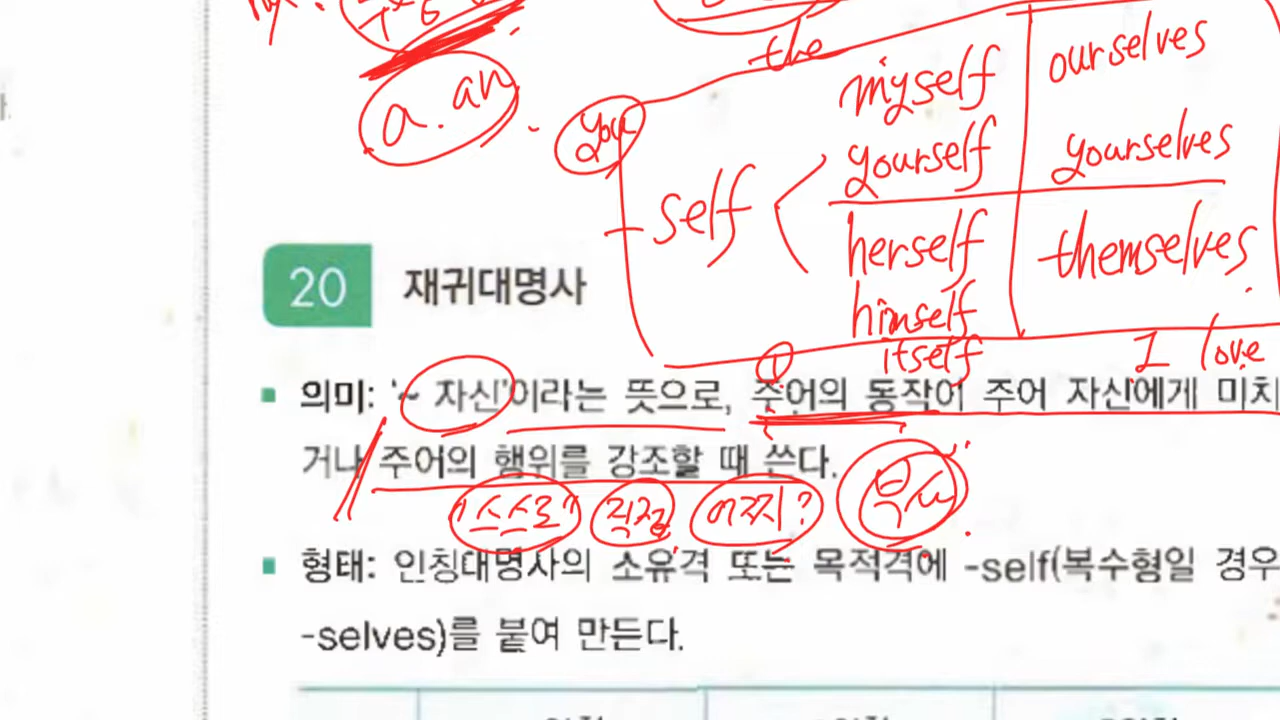 a. an
the
you
-self
myself
ourselves
yourself
yourselves
herself
themselves
himself
itself
I love
20 재귀대명사
①
의미: '~ 자신'이라는 뜻으로, 주어의 동작이 주어 자신에게 미치
거나 주어의 행위를 강조할 때 쓴다.
"스스로" 직접 어찌? 부사
형태: 인칭대명사의 소유격 또는 목적격에 -self(복수형일 경우
-selves)를 붙여 만든다.